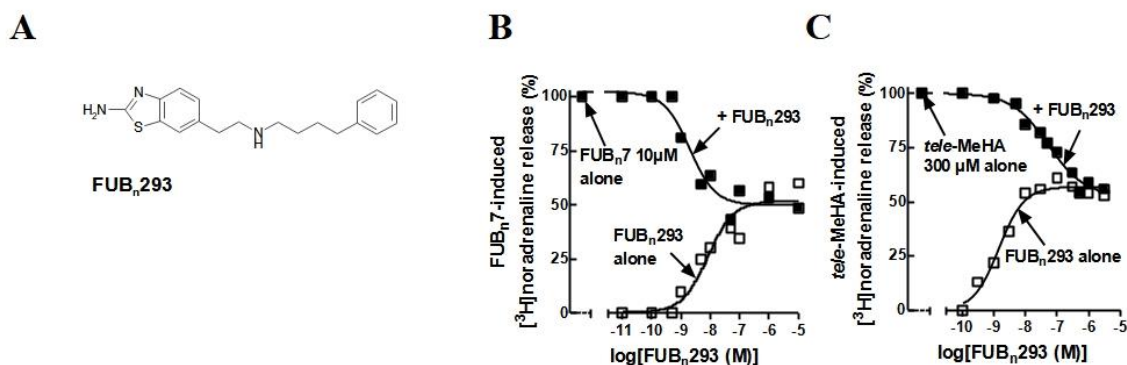 A
B
C
N
H₂N
S
N
H
FUBn293
FUBn7-induced
[³H]noradrenaline release (%)
100
75
50
25
0
+ FUBn293
FUBn7 10µM
alone
FUBn293
alone
-11 -10 -9 -8 -7 -6 -5
log[FUBn293 (M)]
tele-MeHA-induced
[³H]noradrenaline release (%)
100
75
50
25
0
+ FUBn293
tele-MeHA
300 µM alone
FUBn293 alone
-10 -9 -8 -7 -6 -5
log[FUBn293 (M)]